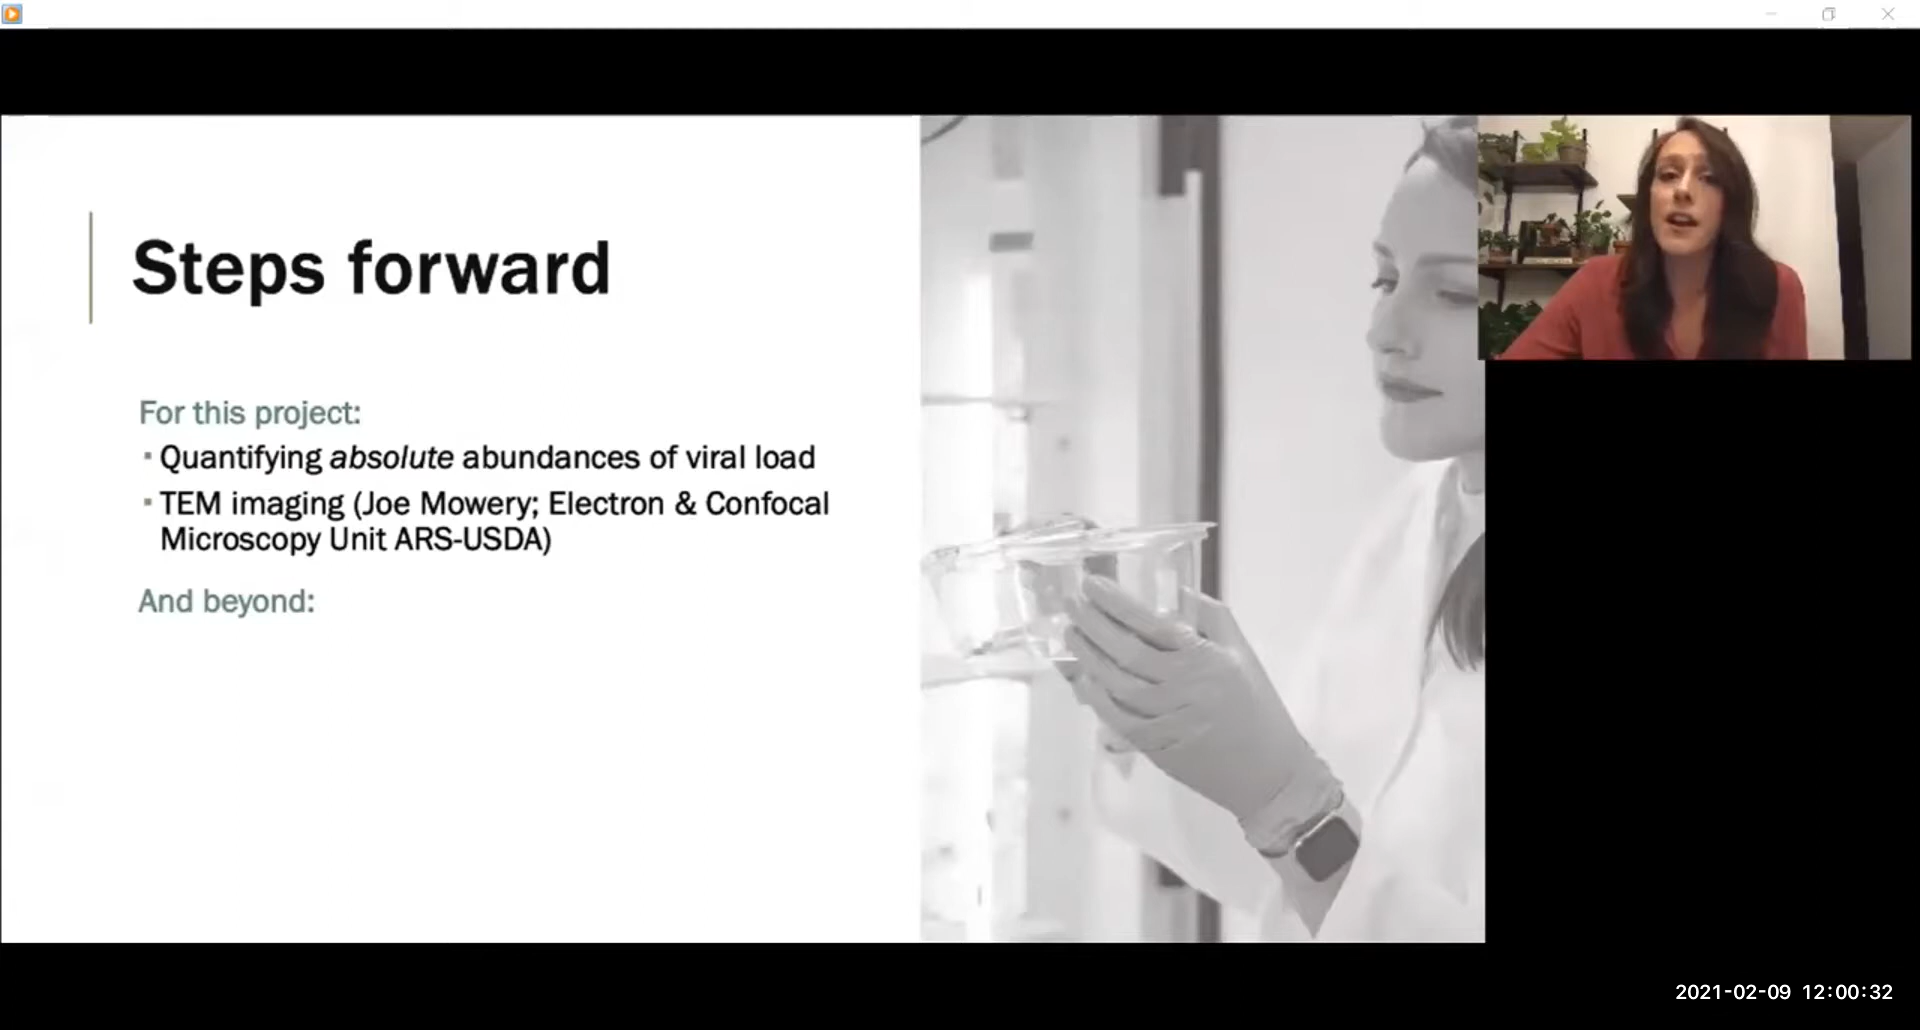 Steps forward
For this project:
▪ Quantifying absolute abundances of viral load
▪ TEM imaging (Joe Mowery; Electron & Confocal
Microscopy Unit ARS-USDA)
And beyond:
2021-02-09 12:00:32